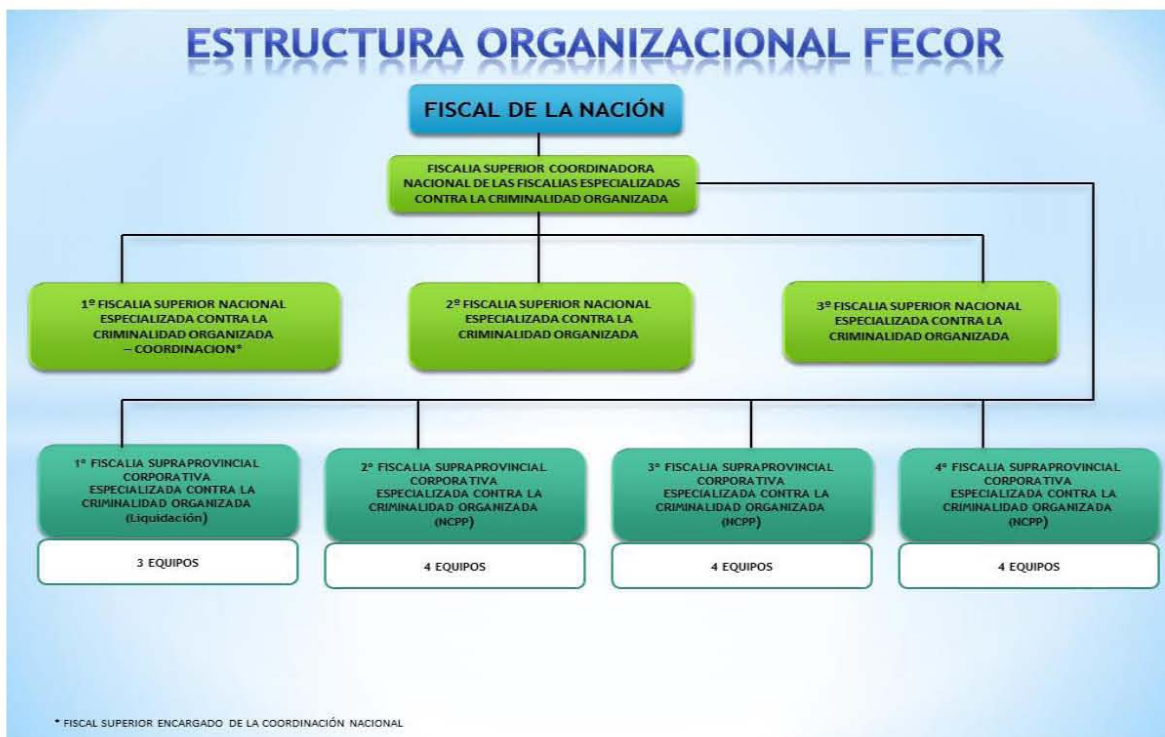 ESTRUCTURA ORGANIZACIONAL FECOR
FISCAL DE LA NACIÓN
FISCALIA SUPERIOR COORDINADORA
NACIONAL DE LAS FISCALIAS ESPECIALIZADAS
CONTRA LA CRIMINALIDAD ORGANIZADA
1º FISCALIA SUPERIOR NACIONAL
ESPECIALIZADA CONTRA LA
CRIMINALIDAD ORGANIZADA
– COORDINACION*
2º FISCALIA SUPERIOR NACIONAL
ESPECIALIZADA CONTRA LA
CRIMINALIDAD ORGANIZADA
3º FISCALIA SUPERIOR NACIONAL
ESPECIALIZADA CONTRA LA
CRIMINALIDAD ORGANIZADA
1° FISCALIA SUPRAPROVINCIAL
CORPORATIVA
ESPECIALIZADA CONTRA LA
CRIMINALIDAD ORGANIZADA
(Liquidación)
3 EQUIPOS
2° FISCALIA SUPRAPROVINCIAL
CORPORATIVA
ESPECIALIZADA CONTRA LA
CRIMINALIDAD ORGANIZADA
(NCPP)
4 EQUIPOS
3° FISCALIA SUPRAPROVINCIAL
CORPORATIVA
ESPECIALIZADA CONTRA LA
CRIMINALIDAD ORGANIZADA
(NCPP)
4 EQUIPOS
4° FISCALIA SUPRAPROVINCIAL
CORPORATIVA
ESPECIALIZADA CONTRA LA
CRIMINALIDAD ORGANIZADA
(NCPP)
4 EQUIPOS
* FISCAL SUPERIOR ENCARGADO DE LA COORDINACIÓN NACIONAL